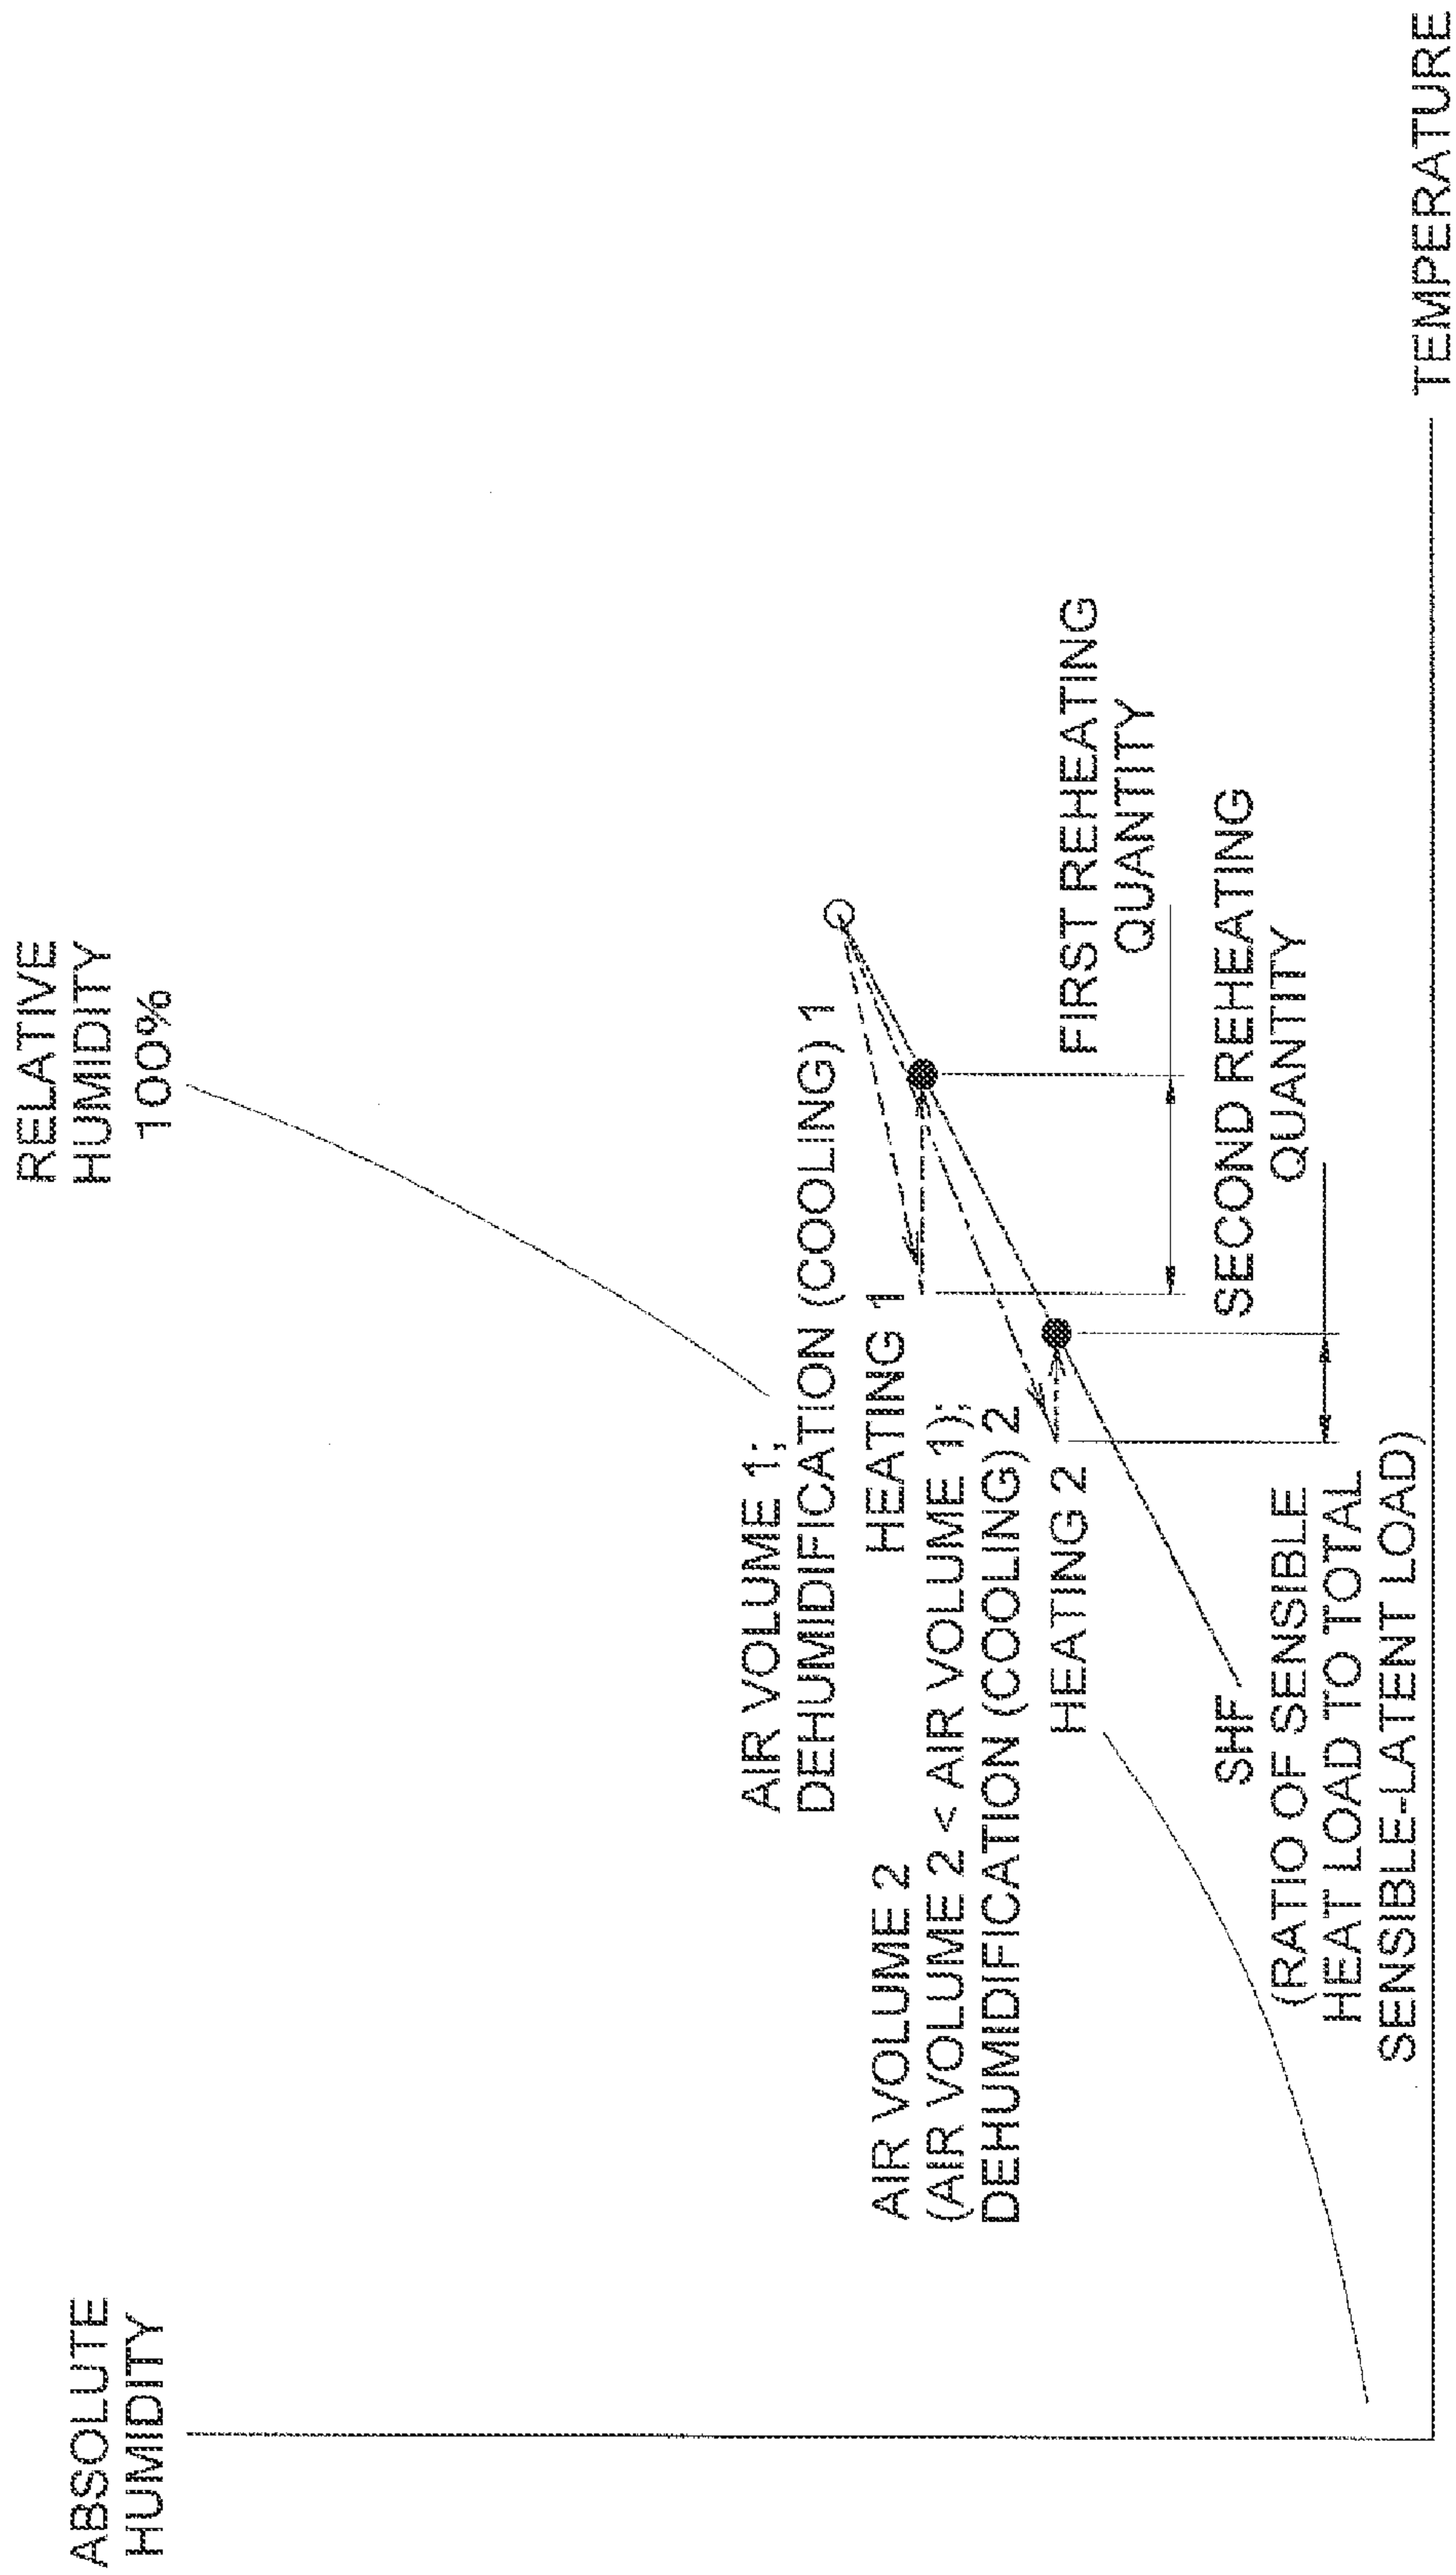 ABSOLUTE
HUMIDITY
RELATIVE
HUMIDITY
100%
AIR VOLUME 1;
DEHUMIDIFICATION (COOLING) 1
HEATING 1
AIR VOLUME 2
(AIR VOLUME 2 < AIR VOLUME 1);
DEHUMIDIFICATION (COOLING) 2
HEATING 2
FIRST REHEATING
QUANTITY
SECOND REHEATING
QUANTITY
SHF
(RATIO OF SENSIBLE
HEAT LOAD TO TOTAL
SENSIBLE-LATENT LOAD)
TEMPERATURE